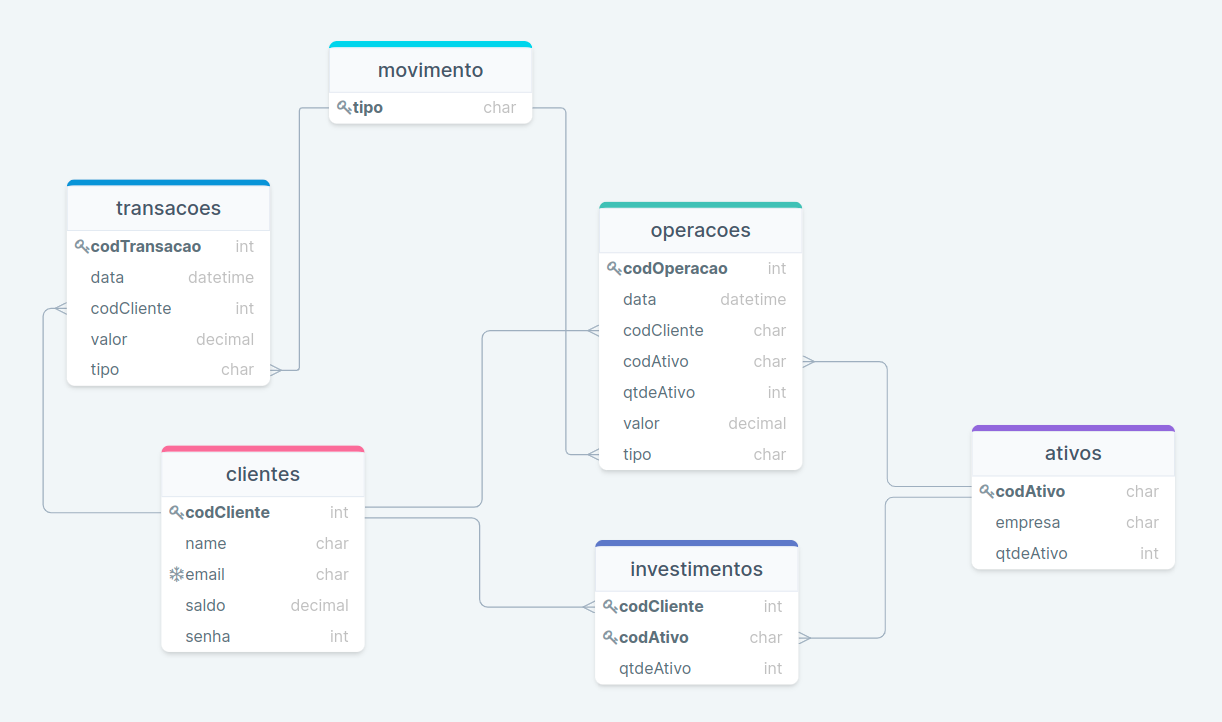 movimento
tipo char
transacoes
codTransacao int
data datetime
codCliente int
valor decimal
tipo char
operacoes
codOperacao int
data datetime
codCliente char
codAtivo char
qtdeAtivo int
valor decimal
tipo char
clientes
codCliente int
name char
email char
saldo decimal
senha int
investimentos
codCliente int
codAtivo char
qtdeAtivo int
ativos
codAtivo char
empresa char
qtdeAtivo int